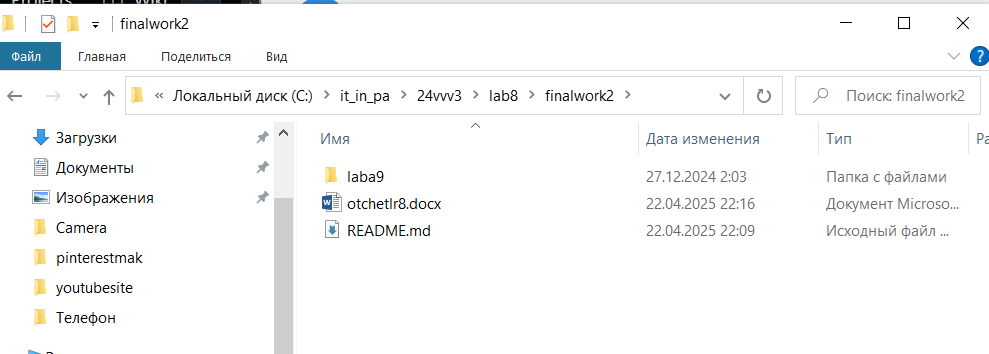 finalwork2
Файл Главная Поделиться Вид
« Локальный диск (C:) › it_in_pa › 24vvv3 › lab8 › finalwork2 › Поиск: finalwork2
Имя Дата изменения Тип Ра
Загрузки
Документы
Изображения
Camera
pinterestmak
youtubesite
Телефон
laba9 27.12.2024 2:03 Папка с файлами
otchetlr8.docx 22.04.2025 22:16 Документ Microso...
README.md 22.04.2025 22:09 Исходный файл ...